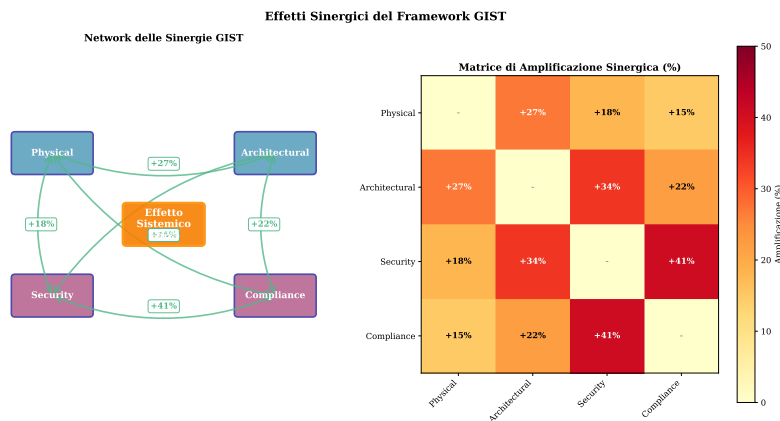 Effetti Sinergici del Framework GIST
Network delle Sinergie GIST
Physical
Architectural
+27%
Effetto
Sistemico
+18%
+22%
Security
Compliance
+41%
Matrice di Amplificazione Sinergica (%)
Physical - +27% +18% +15%
Architectural +27% - +34% +22%
Security +18% +34% - +41%
Compliance +15% +22% +41% -
Physical
Architectural
Security
Compliance
50
40
30
20
10
0
Amplificazione (%)